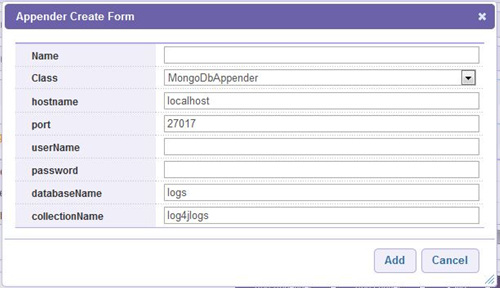 Appender Create Form
Name
Class MongoDbAppender
hostname localhost
port 27017
userName
password
databaseName logs
collectionName log4jlogs
Add Cancel